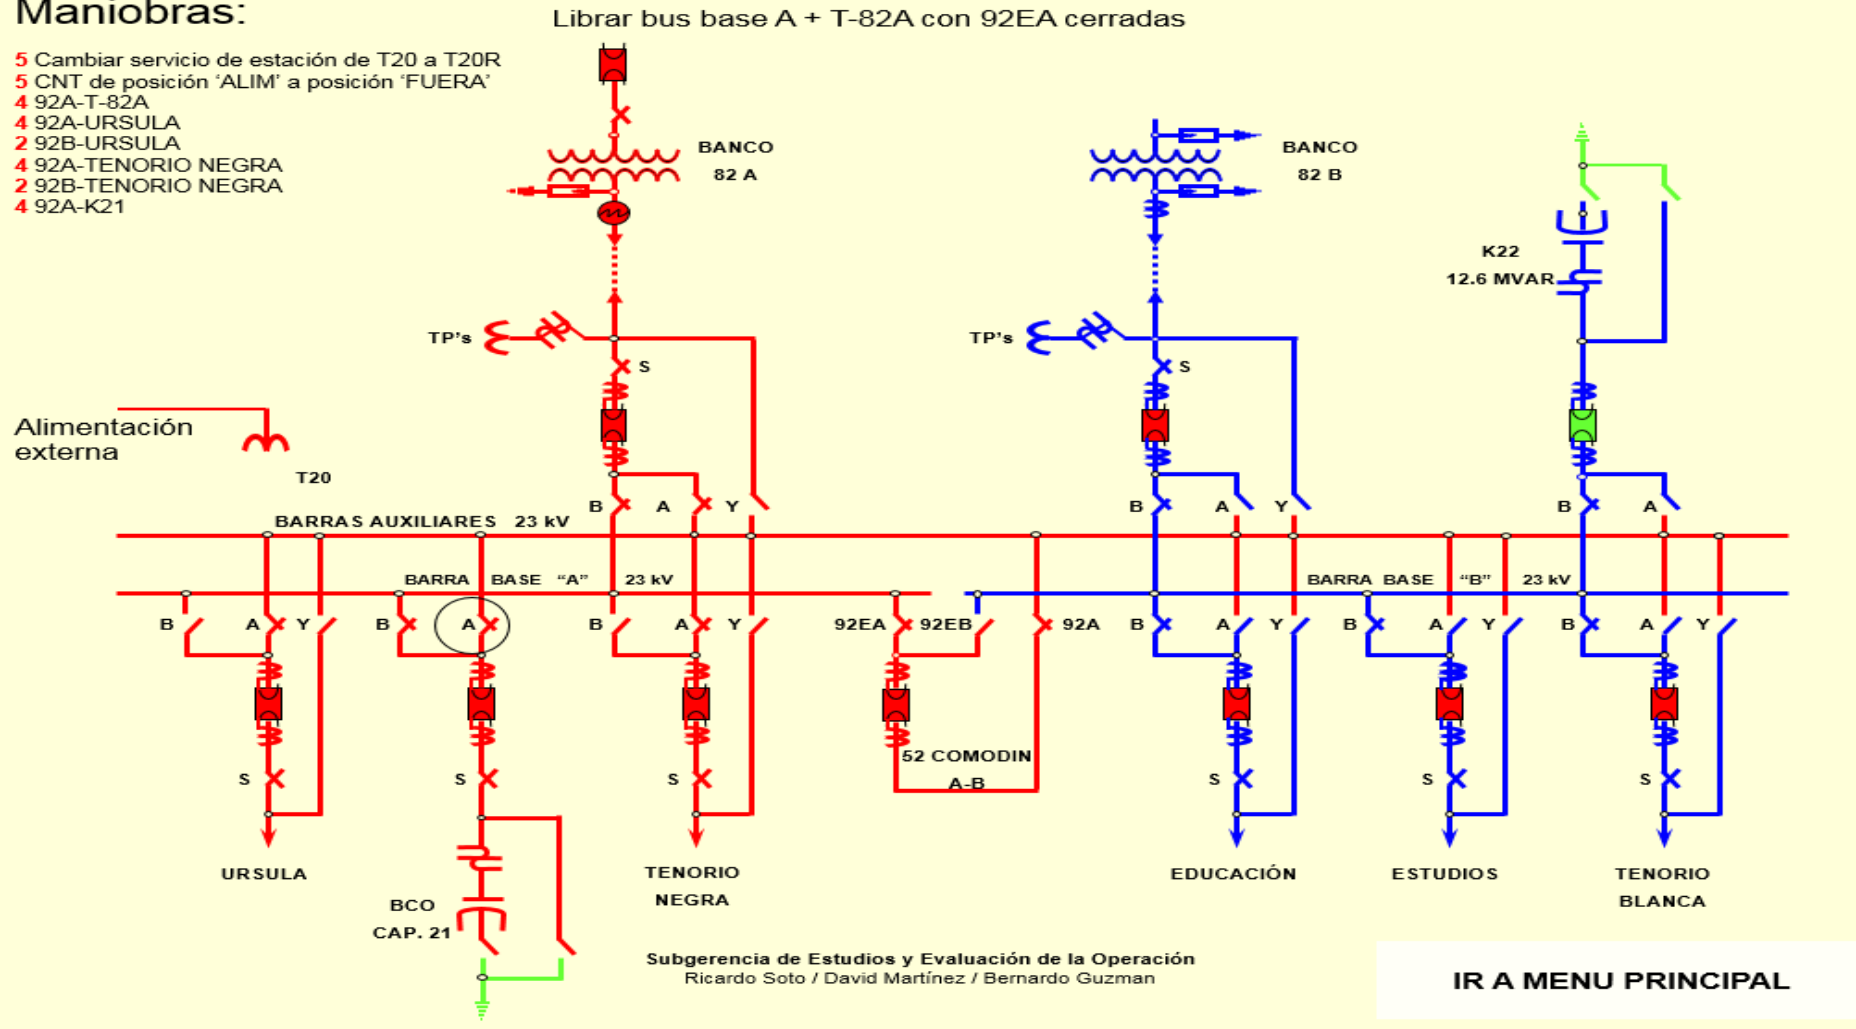 Maniobras:
Librar bus base A + T-82A con 92EA cerradas
5 Cambiar servicio de estación de T20 a T20R
5 CNT de posición ‘ALIM’ a posición ‘FUERA’
4 92A-T-82A
4 92A-URSULA
2 92B-URSULA
4 92A-TENORIO NEGRA
2 92B-TENORIO NEGRA
4 92A-K21
BANCO
82 A
BANCO
82 B
K22
12.6 MVAR
TP's
TP's
S
S
Alimentación
externa
T20
B A Y
B A Y
B A
BARRAS AUXILIARES 23 kV
BARRA BASE “A” 23 kV
BARRA BASE “B” 23 kV
B A Y B A B A Y 92EA 92EB 92A B A Y B A Y B A Y
52 COMODIN
A-B
S S S S S S
URSULA
TENORIO
NEGRA
EDUCACIÓN
ESTUDIOS
TENORIO
BLANCA
BCO
CAP. 21
Subgerencia de Estudios y Evaluación de la Operación
Ricardo Soto / David Martínez / Bernardo Guzman
IR A MENU PRINCIPAL